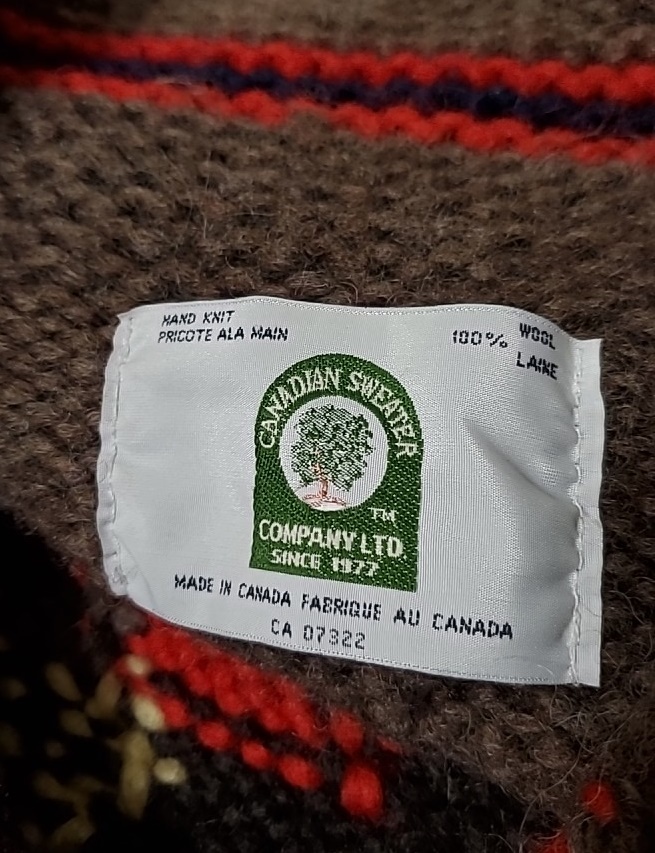 HAND KNIT
PRICOTE ALA MAIN
100% WOOL
LAINE
CANADIAN SWEATER
TM
COMPANY LTD
SINCE 1977
MADE IN CANADA FABRIQUE AU CANADA
CA 07322